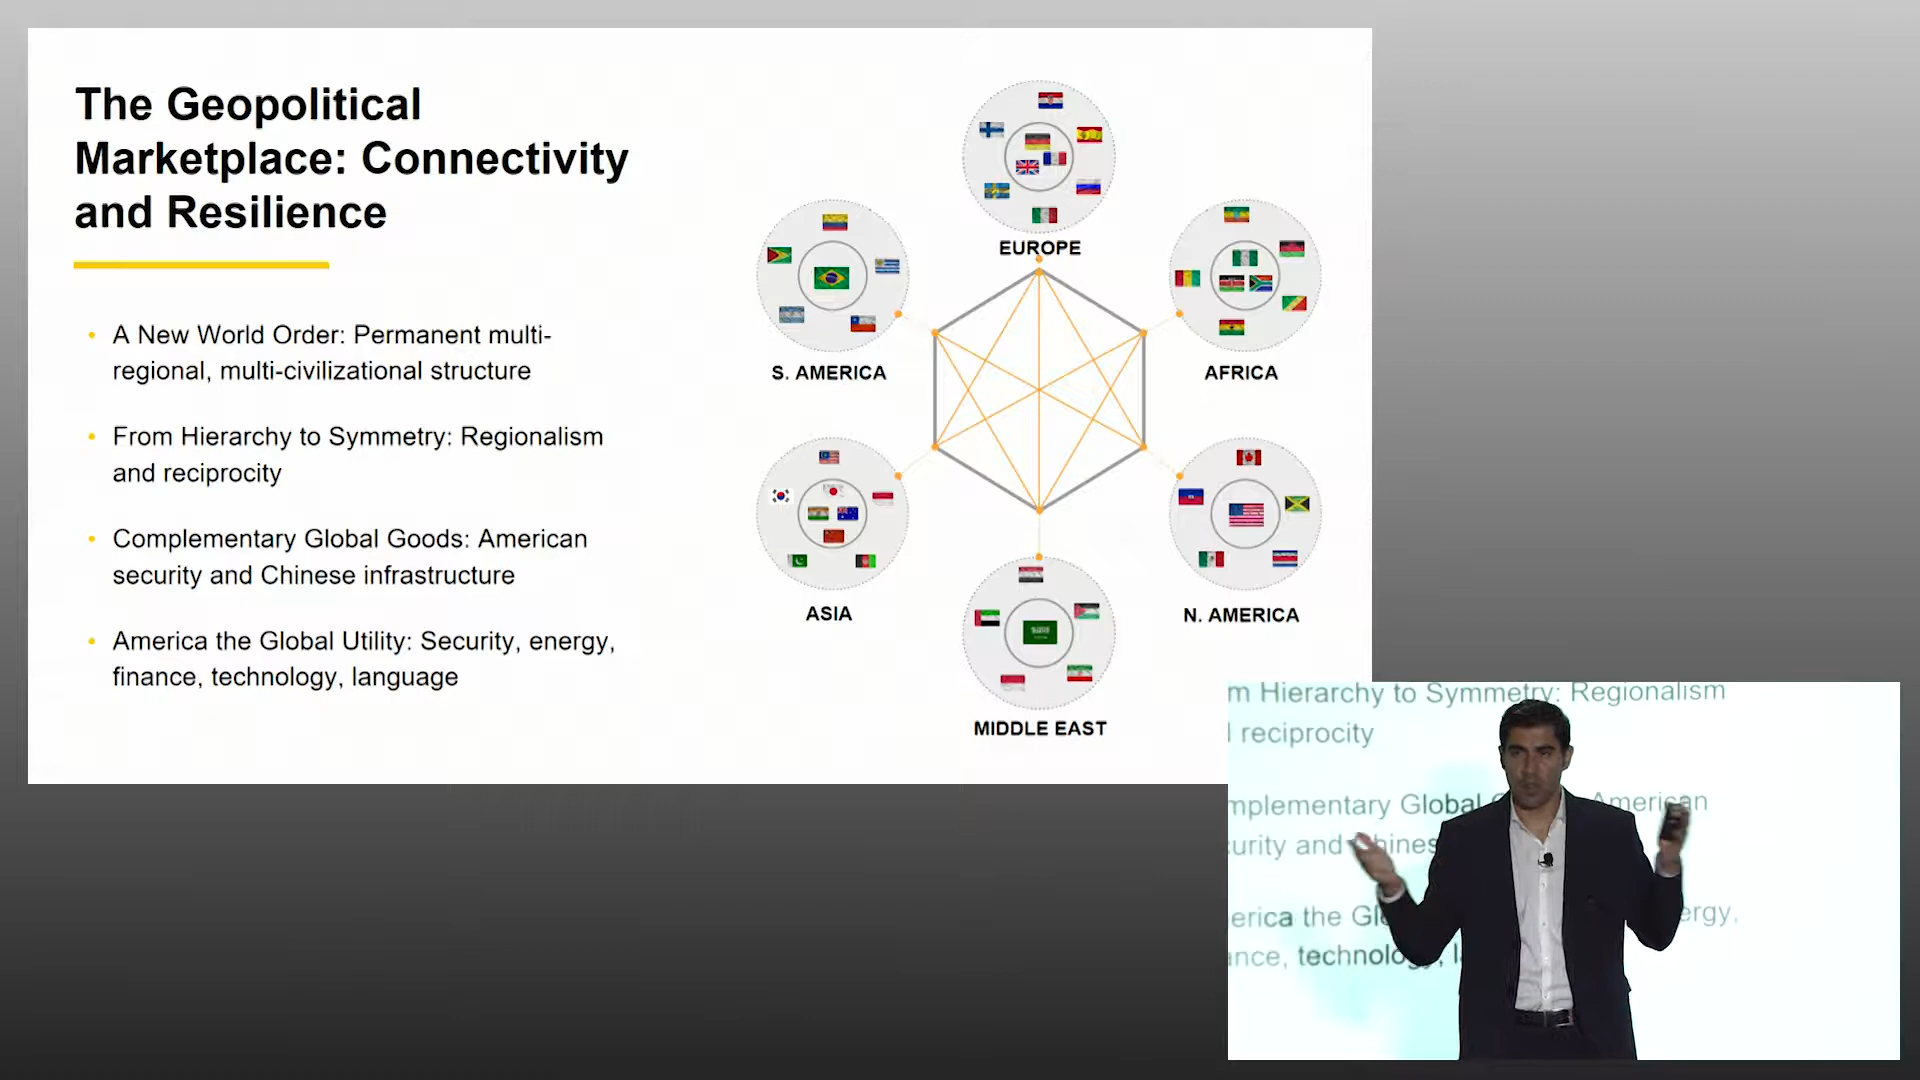 The Geopolitical
Marketplace: Connectivity
and Resilience
• A New World Order: Permanent multi-
regional, multi-civilizational structure
• From Hierarchy to Symmetry: Regionalism
and reciprocity
• Complementary Global Goods: American
security and Chinese infrastructure
• America the Global Utility: Security, energy,
finance, technology, language
EUROPE
S. AMERICA
AFRICA
ASIA
N. AMERICA
MIDDLE EAST
m Hierarchy to Symmetry: Regionalism
reciprocity
mplementary Global American
urity and hines
erica the Gl ergy,
ance, technology, l